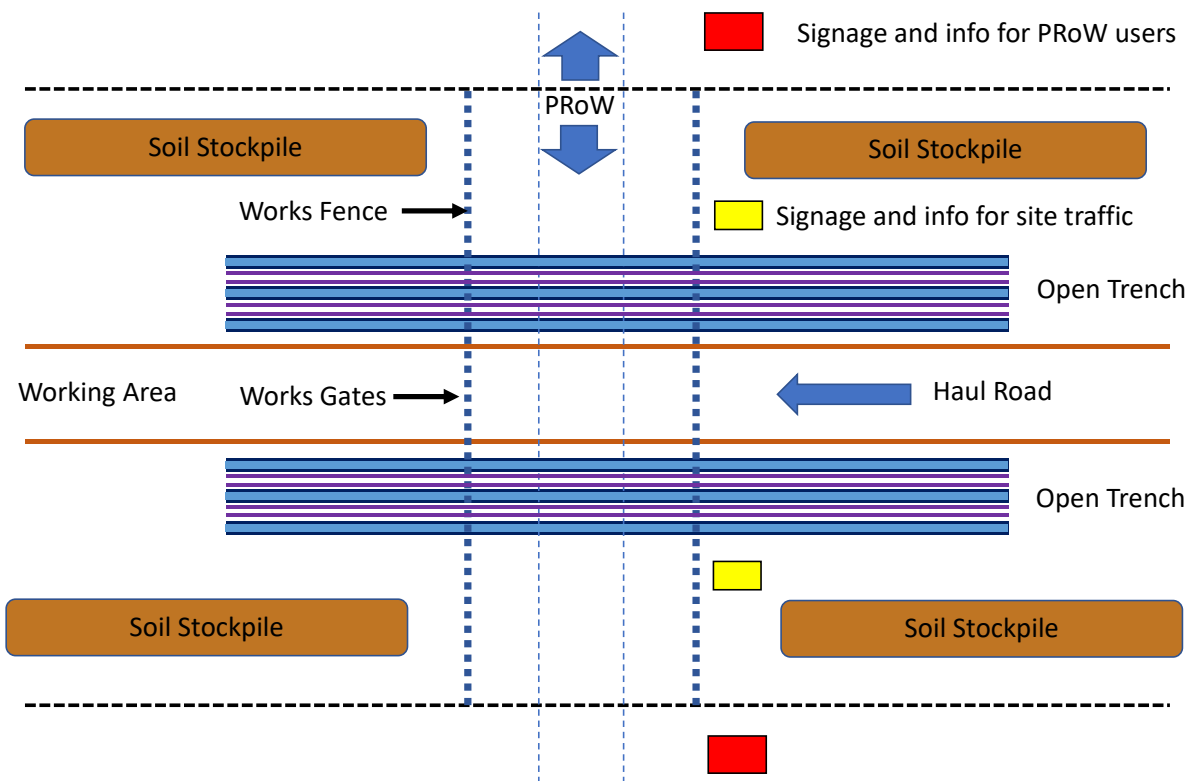 Signage and info for PRoW users
PRoW
Soil Stockpile
Soil Stockpile
Works Fence
Signage and info for site traffic
Open Trench
Working Area
Works Gates
Haul Road
Open Trench
Soil Stockpile
Soil Stockpile